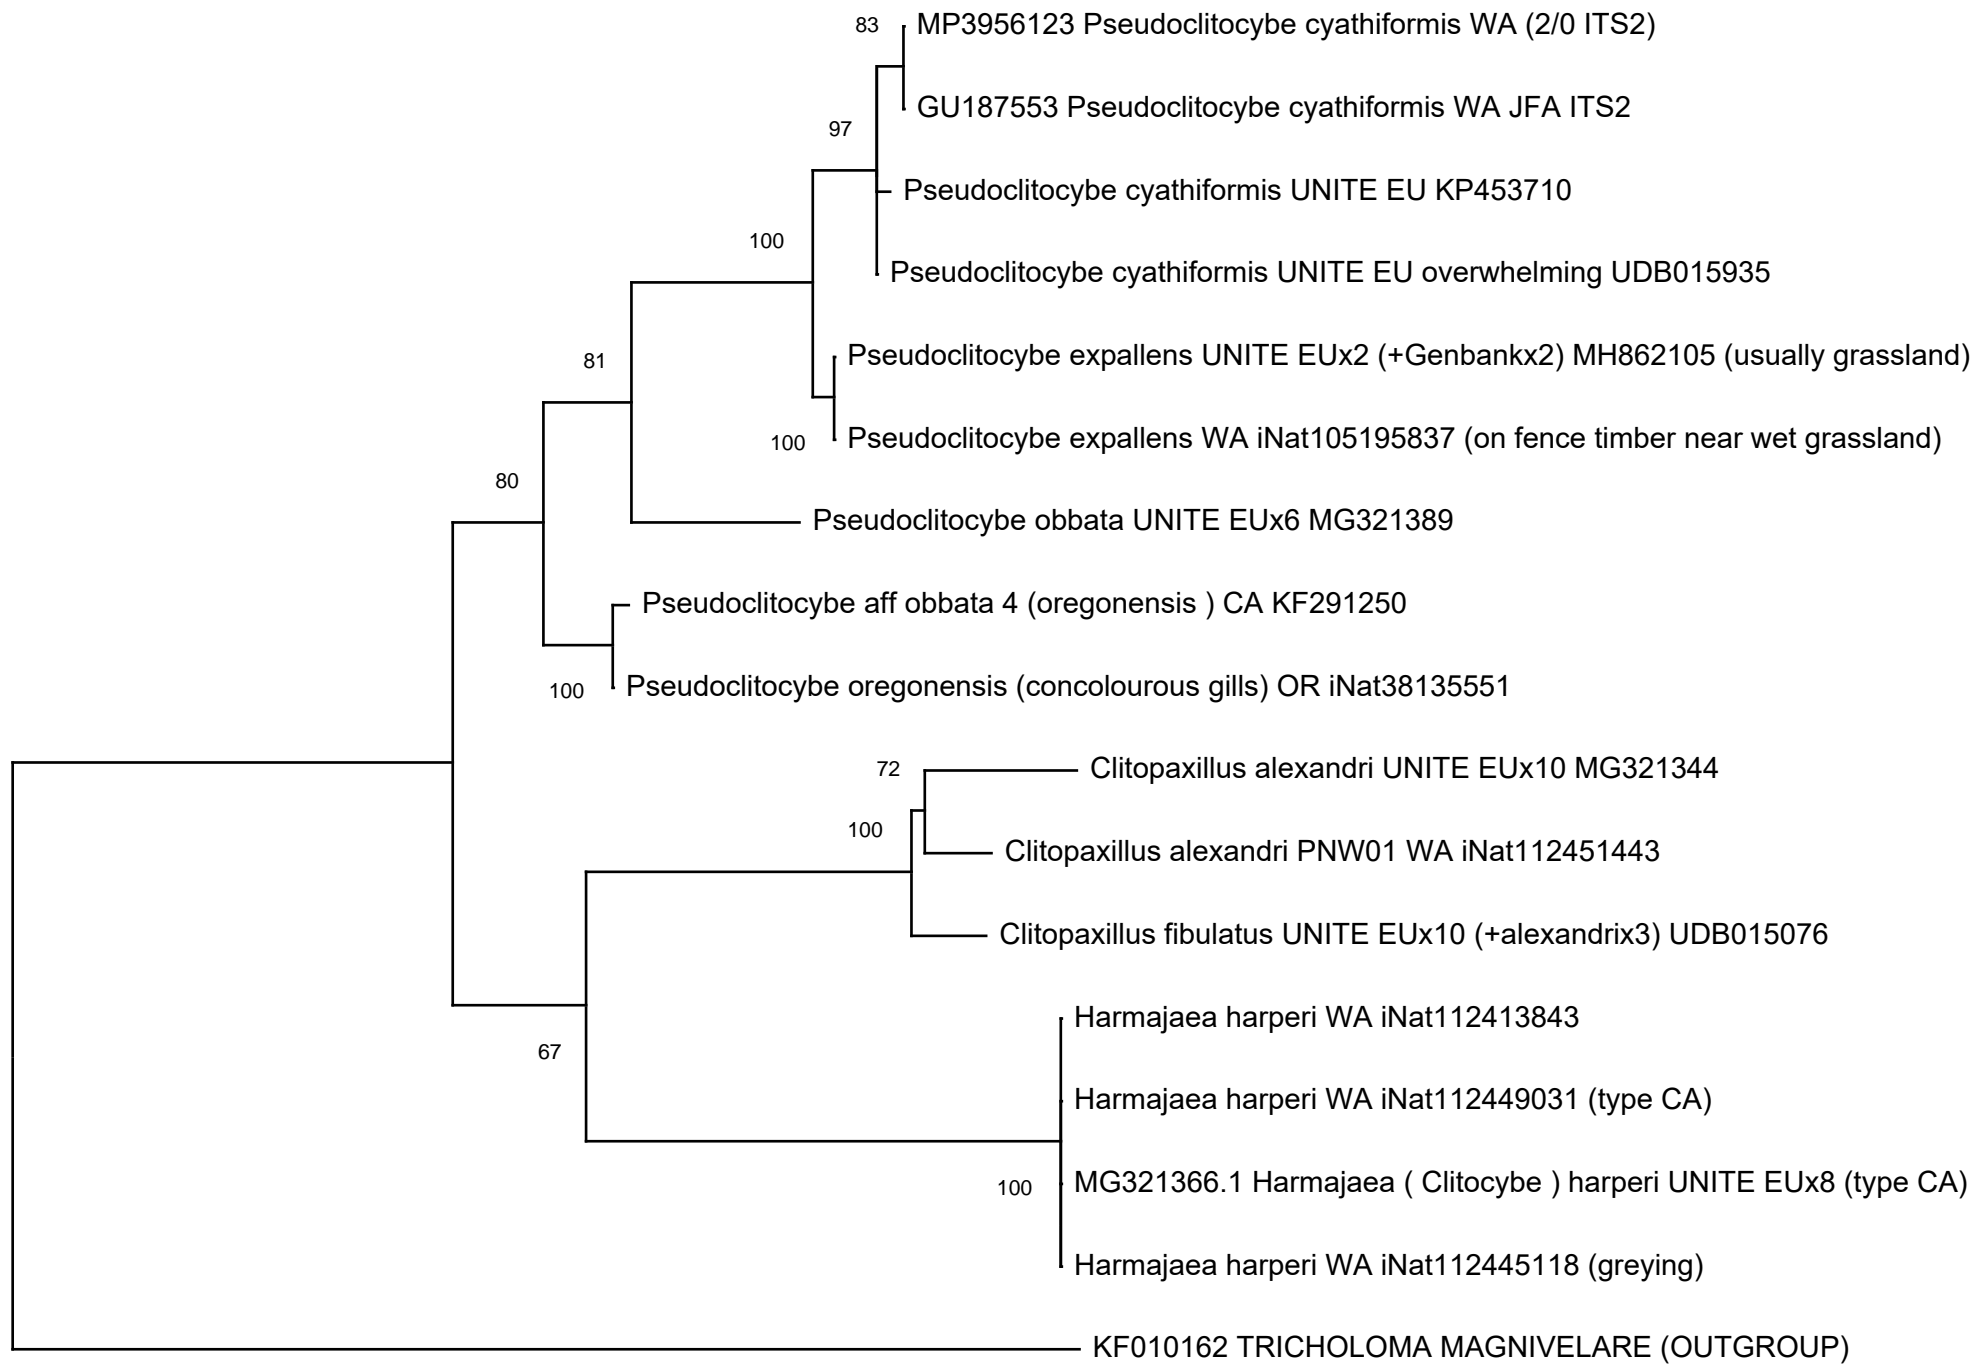 83
MP3956123 Pseudoclitocybe cyathiformis WA (2/0 ITS2)
GU187553 Pseudoclitocybe cyathiformis WA JFA ITS2
97
Pseudoclitocybe cyathiformis UNITE EU KP453710
100
Pseudoclitocybe cyathiformis UNITE EU overwhelming UDB015935
81
Pseudoclitocybe expallens UNITE EUx2 (+Genbankx2) MH862105 (usually grassland)
100
Pseudoclitocybe expallens WA iNat105195837 (on fence timber near wet grassland)
80
Pseudoclitocybe obbata UNITE EUx6 MG321389
Pseudoclitocybe aff obbata 4 (oregonensis ) CA KF291250
100
Pseudoclitocybe oregonensis (concolourous gills) OR iNat38135551
72
Clitopaxillus alexandri UNITE EUx10 MG321344
100
Clitopaxillus alexandri PNW01 WA iNat112451443
Clitopaxillus fibulatus UNITE EUx10 (+alexandrix3) UDB015076
Harmajaea harperi WA iNat112413843
67
Harmajaea harperi WA iNat112449031 (type CA)
100
MG321366.1 Harmajaea ( Clitocybe ) harperi UNITE EUx8 (type CA)
Harmajaea harperi WA iNat112445118 (greying)
KF010162 TRICHOLOMA MAGNIVELARE (OUTGROUP)